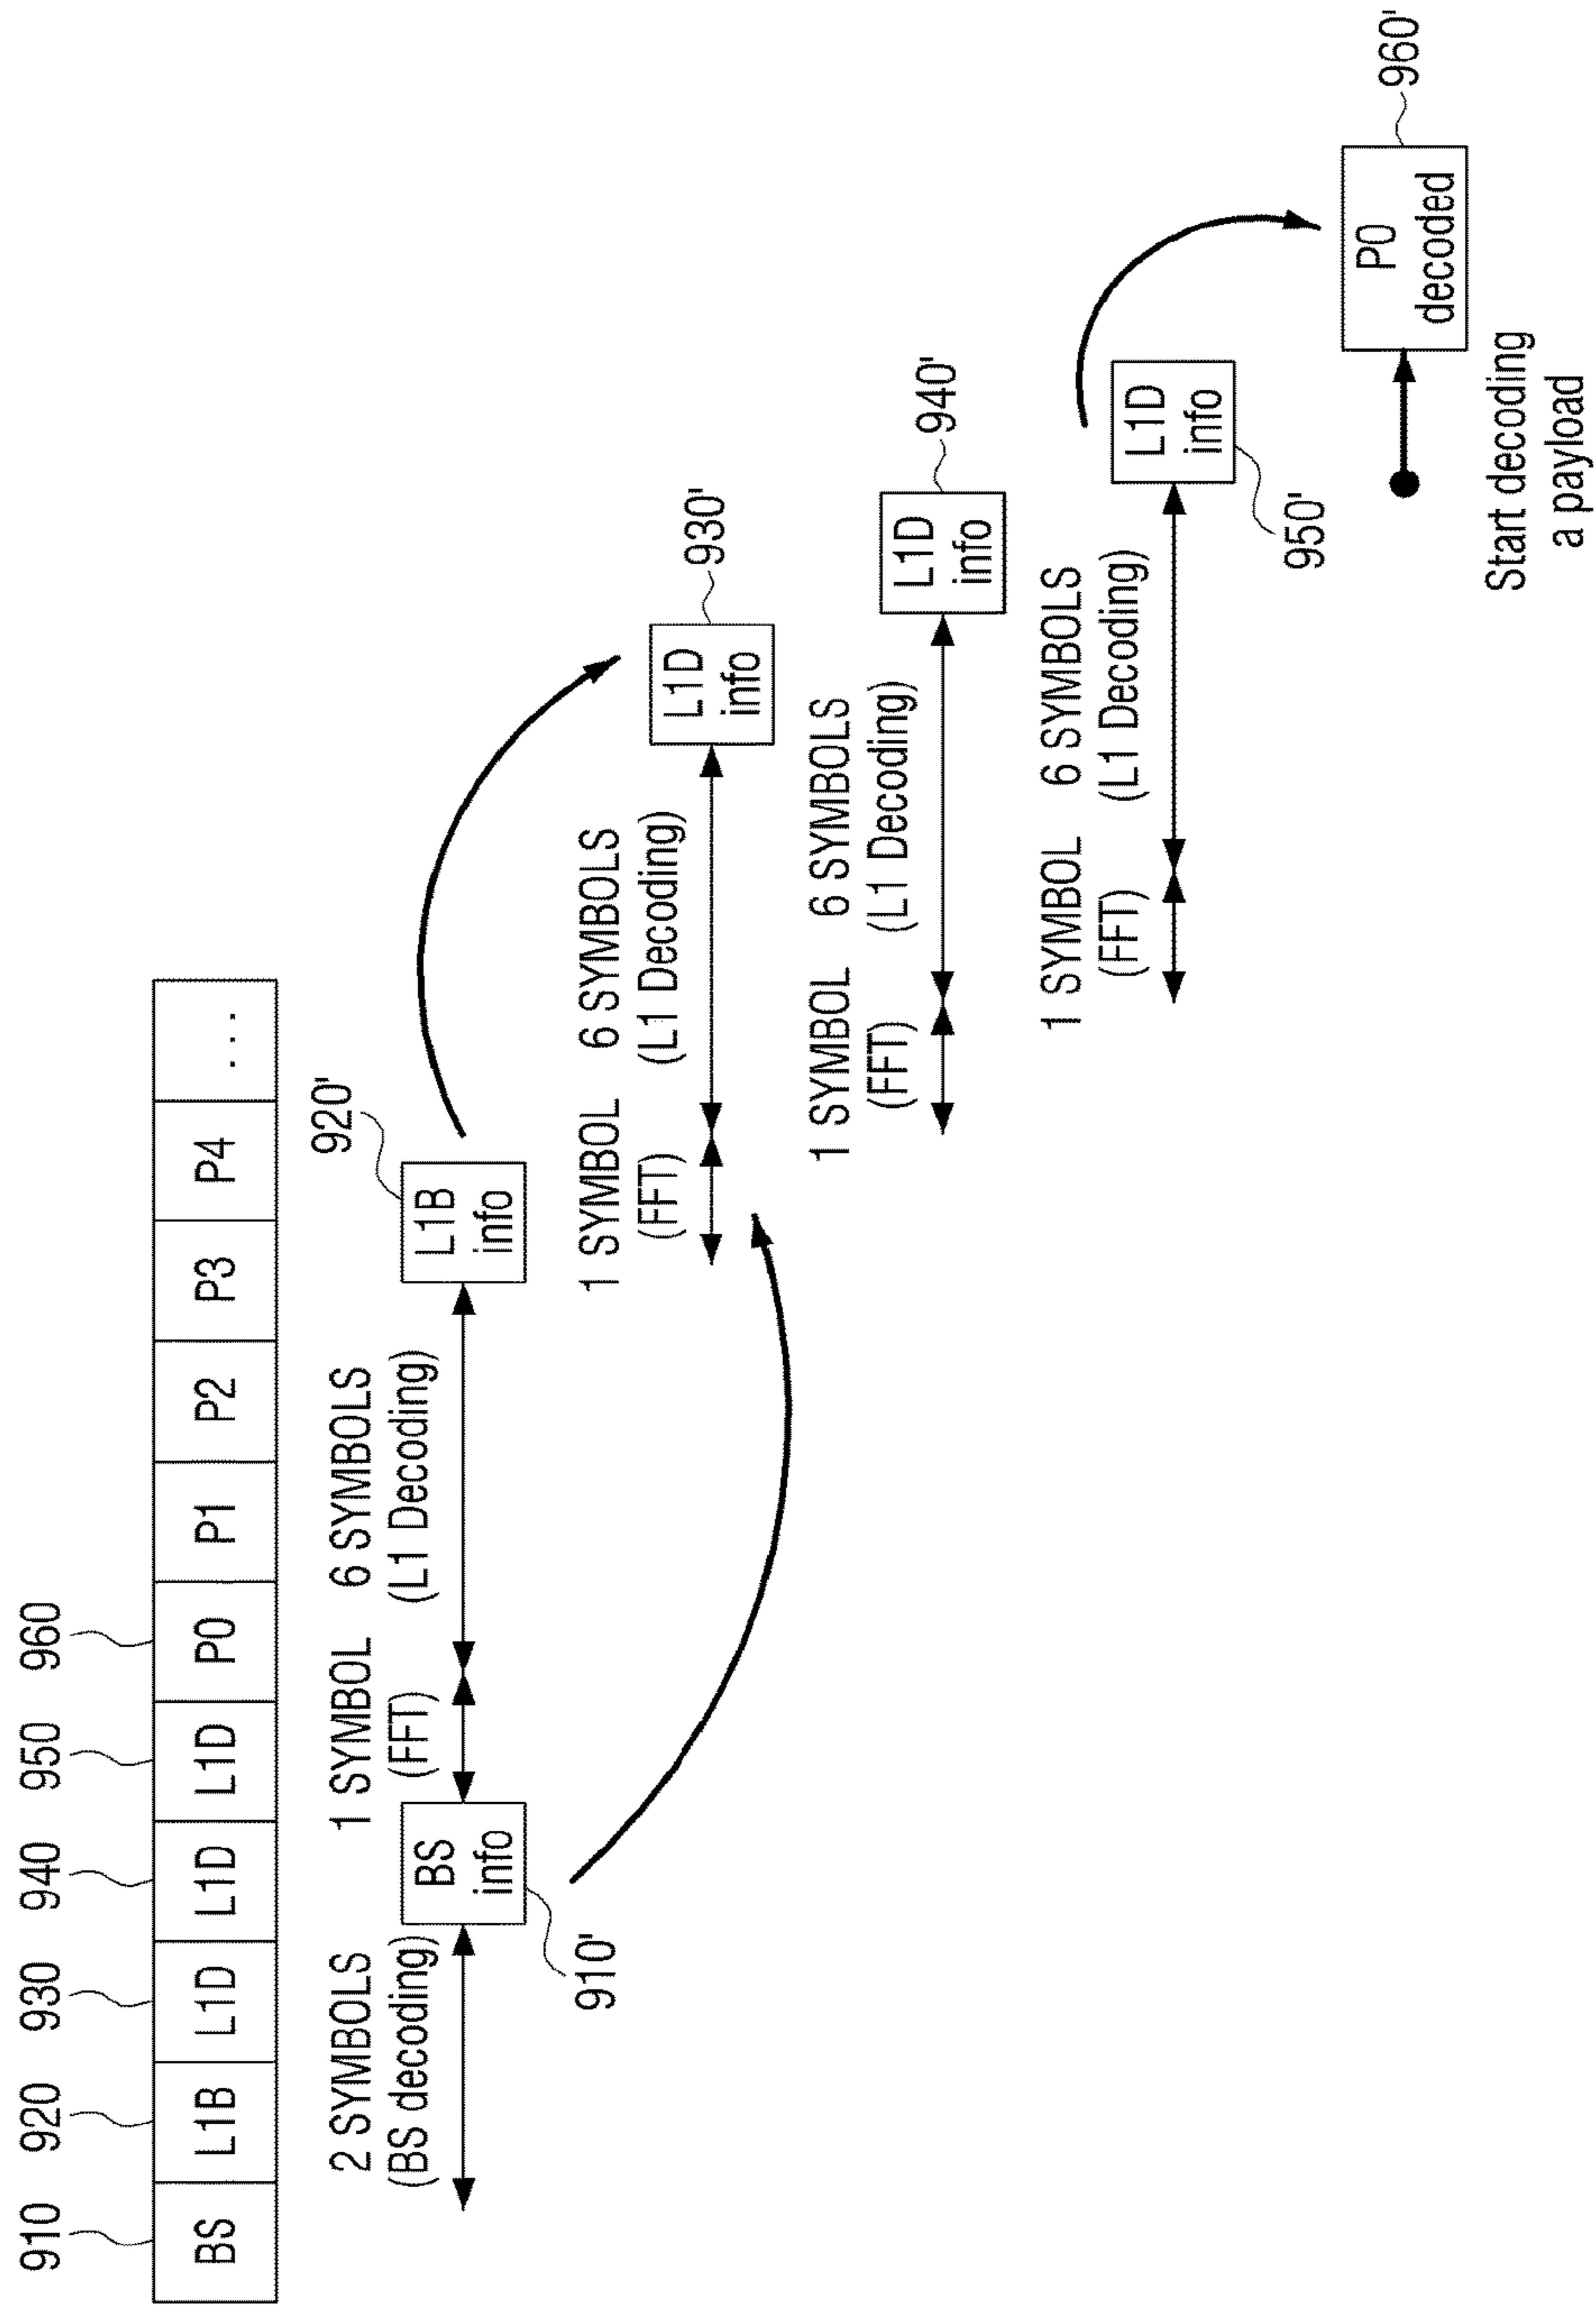 910 920 930 940 950 960
BS L1B L1D L1D L1D P0 P1 P2 P3 P4 ...
2 SYMBOLS
(BS decoding)
BS
info
910'
1 SYMBOL
(FFT)
6 SYMBOLS
(L1 Decoding)
L1B
info
920'
1 SYMBOL
(FFT)
6 SYMBOLS
(L1 Decoding)
L1D
info
930'
1 SYMBOL
(FFT)
6 SYMBOLS
(L1 Decoding)
L1D
info
940'
1 SYMBOL
(FFT)
6 SYMBOLS
(L1 Decoding)
L1D
info
950'
P0
decoded
960'
Start decoding
a payload